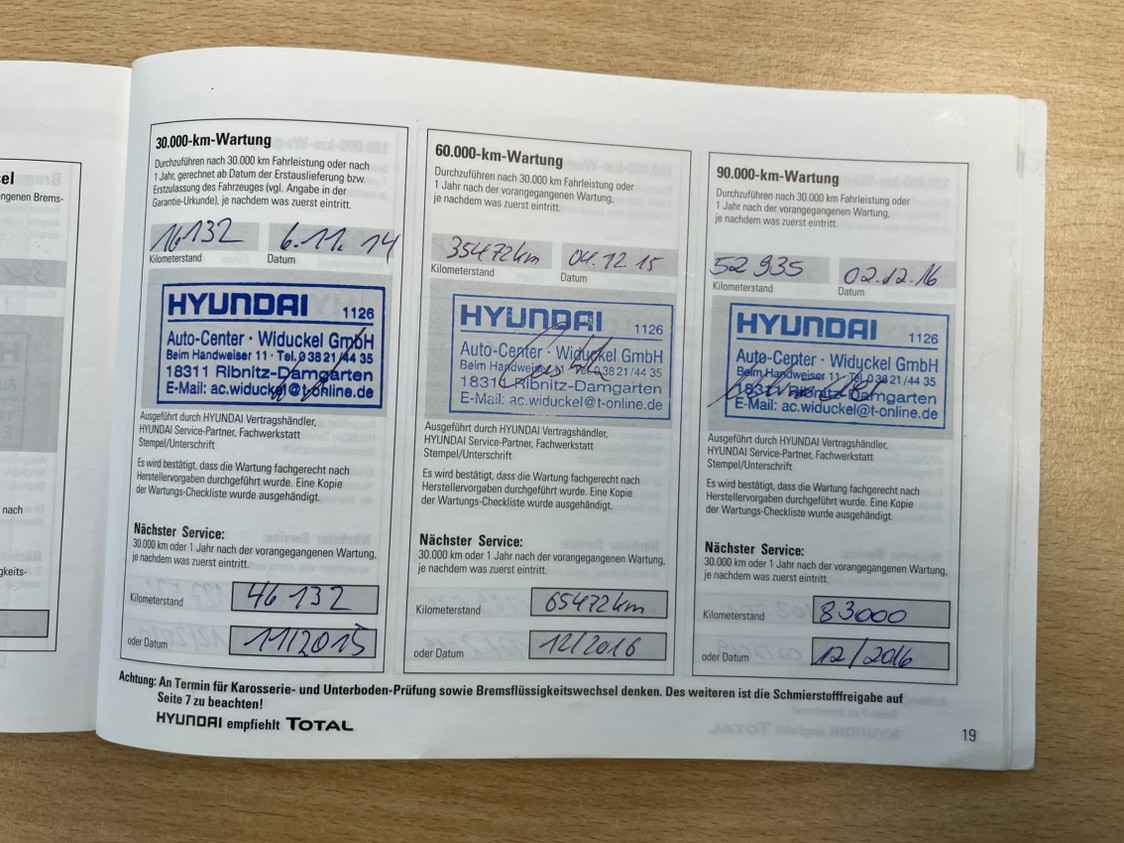 el
genen Brems-
nach
gkeits-
30.000-km-Wartung
Durchzuführen nach 30.000 km Fahrleistung oder nach
1 Jahr, gerechnet ab Datum der Erstauslieferung bzw.
Erstzulassung des Fahrzeuges (vgl. Angabe in der
Garantie-Urkunde), je nachdem was zuerst eintritt.
16132 6.11.14
Kilometerstand Datum
HYUNDAI 1126
Auto-Center · Widuckel GmbH
Beim Handweiser 11 · Tel. 0 38 21 / 44 35
18311 Ribnitz-Damgarten
E-Mail: ac.widuckel@t-online.de
Ausgeführt durch HYUNDAI Vertragshändler,
HYUNDAI Service-Partner, Fachwerkstatt
Stempel/Unterschrift
Es wird bestätigt, dass die Wartung fachgerecht nach
Herstellervorgaben durchgeführt wurde. Eine Kopie
der Wartungs-Checkliste wurde ausgehändigt.
Nächster Service:
30.000 km oder 1 Jahr nach der vorangegangenen Wartung,
je nachdem was zuerst eintritt.
Kilometerstand 46 132
oder Datum 11/2015
60.000-km-Wartung
Durchzuführen nach 30.000 km Fahrleistung oder
1 Jahr nach der vorangegangenen Wartung,
je nachdem was zuerst eintritt.
35472km 04.12.15
Kilometerstand Datum
HYUNDAI 1126
Auto-Center · Widuckel GmbH
Beim Handweiser 11 · Tel. 0 38 21 / 44 35
18311 Ribnitz-Damgarten
E-Mail: ac.widuckel@t-online.de
Ausgeführt durch HYUNDAI Vertragshändler,
HYUNDAI Service-Partner, Fachwerkstatt
Stempel/Unterschrift
Es wird bestätigt, dass die Wartung fachgerecht nach
Herstellervorgaben durchgeführt wurde. Eine Kopie
der Wartungs-Checkliste wurde ausgehändigt.
Nächster Service:
30.000 km oder 1 Jahr nach der vorangegangenen Wartung,
je nachdem was zuerst eintritt.
Kilometerstand 65472km
oder Datum 12/2016
90.000-km-Wartung
Durchzuführen nach 30.000 km Fahrleistung oder
1 Jahr nach der vorangegangenen Wartung,
je nachdem was zuerst eintritt.
52 935 02.12.16
Kilometerstand Datum
HYUNDAI 1126
Auto-Center · Widuckel GmbH
Beim Handweiser 11 · Tel. 0 38 21 / 44 35
18311 Ribnitz-Damgarten
E-Mail: ac.widuckel@t-online.de
Ausgeführt durch HYUNDAI Vertragshändler,
HYUNDAI Service-Partner, Fachwerkstatt
Stempel/Unterschrift
Es wird bestätigt, dass die Wartung fachgerecht nach
Herstellervorgaben durchgeführt wurde. Eine Kopie
der Wartungs-Checkliste wurde ausgehändigt.
Nächster Service:
30.000 km oder 1 Jahr nach der vorangegangenen Wartung,
je nachdem was zuerst eintritt.
Kilometerstand 83000
oder Datum 12/2016
Achtung: An Termin für Karosserie- und Unterboden-Prüfung sowie Bremsflüssigkeitswechsel denken. Des weiteren ist die Schmierstofffreigabe auf
Seite 7 zu beachten!
HYUNDAI empfiehlt TOTAL
19